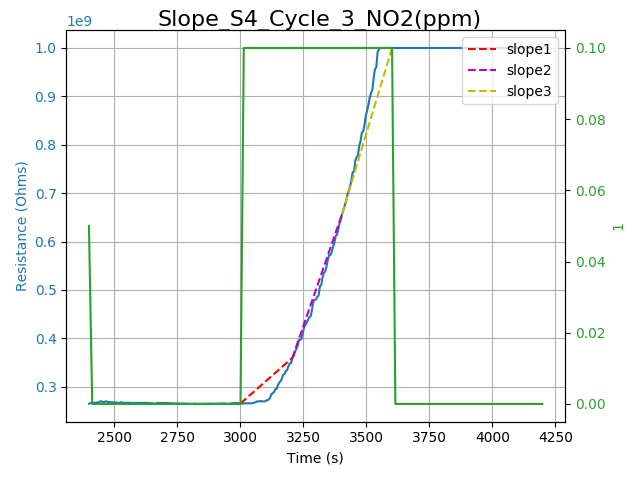 Slope_S4_Cycle_3_NO2(ppm)
1e9
slope1
slope2
slope3
1.0
0.9
0.8
0.7
0.6
0.5
0.4
0.3
Resistance (Ohms)
0.10
0.08
0.06
0.04
0.02
0.00
1
2500 2750 3000 3250 3500 3750 4000 4250
Time (s)